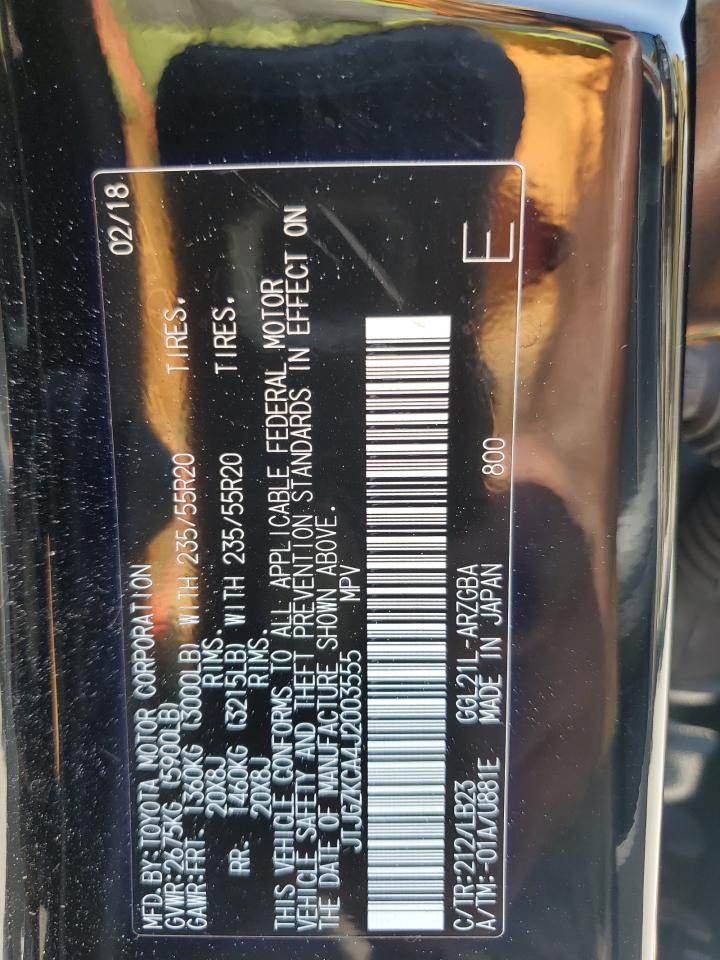 MFD.BY:TOYOTA MOTOR CORPORATION 02/18
GVWR:2675KG (5900LB)
GAWR:FRT. 1360KG (3000LB) WITH 235/55R20 TIRES.
20X8J RIMS.
RR. 1460KG (3215LB) WITH 235/55R20 TIRES.
20X8J RIMS.
THIS VEHICLE CONFORMS TO ALL APPLICABLE FEDERAL MOTOR
VEHICLE SAFETY AND THEFT PREVENTION STANDARDS IN EFFECT ON
THE DATE OF MANUFACTURE SHOWN ABOVE.
JTJGZKCA4J2003555 MPV
C/TR:212/LB23 GGL21L-ARZGBA
A/TM:-01A/U881E MADE IN JAPAN 800 E